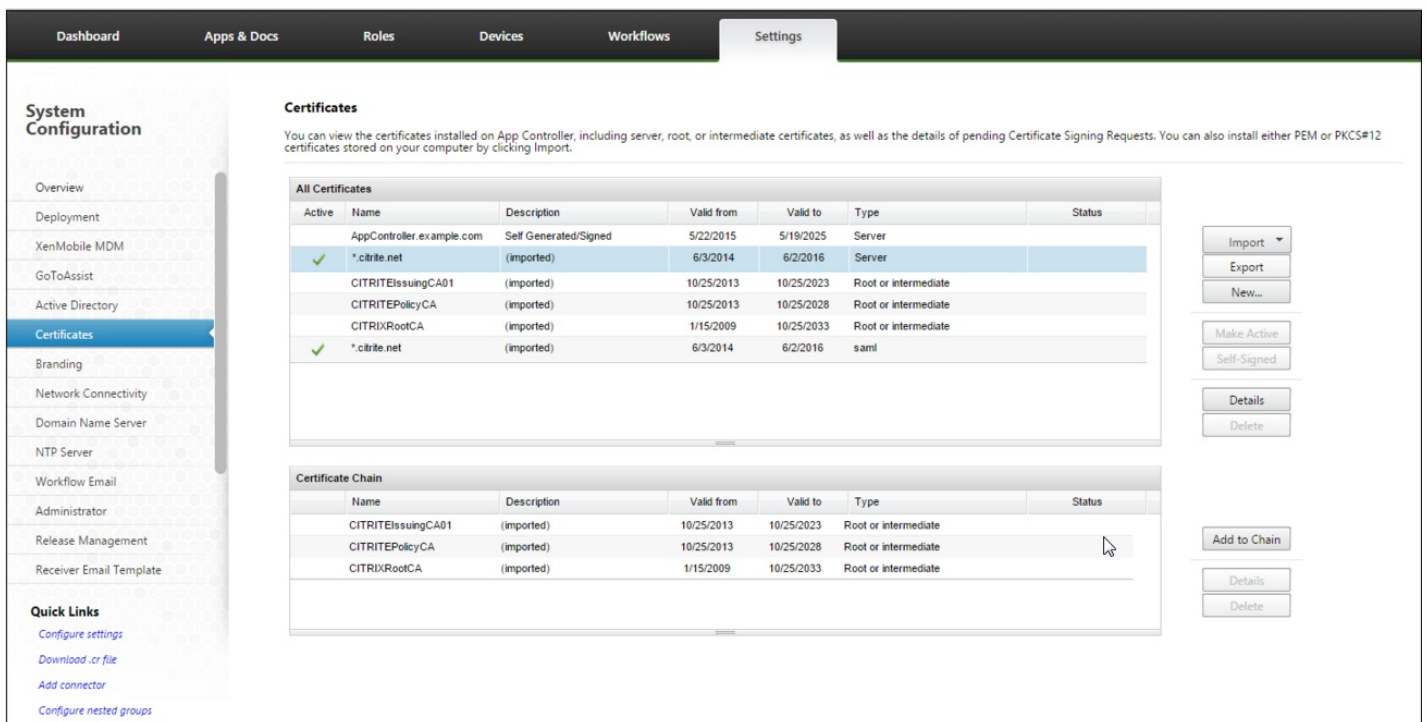 Dashboard Apps & Docs Roles Devices Workflows Settings
System
Configuration
Overview
Deployment
XenMobile MDM
GoToAssist
Active Directory
Certificates
Branding
Network Connectivity
Domain Name Server
NTP Server
Workflow Email
Administrator
Release Management
Receiver Email Template
Quick Links
Configure settings
Download .cr file
Add connector
Configure nested groups
Certificates
You can view the certificates installed on App Controller, including server, root, or intermediate certificates, as well as the details of pending Certificate Signing Requests. You can also install either PEM or PKCS#12
certificates stored on your computer by clicking Import.
All Certificates
Active Name Description Valid from Valid to Type Status
AppController.example.com Self Generated/Signed 5/22/2015 5/19/2025 Server
*.citrite.net (imported) 6/3/2014 6/2/2016 Server
CITRITEIssuingCA01 (imported) 10/25/2013 10/25/2023 Root or intermediate
CITRITEPolicyCA (imported) 10/25/2013 10/25/2028 Root or intermediate
CITRIXRootCA (imported) 1/15/2009 10/25/2033 Root or intermediate
*.citrite.net (imported) 6/3/2014 6/2/2016 saml
Import
Export
New...
Make Active
Self-Signed
Details
Delete
Certificate Chain
Name Description Valid from Valid to Type Status
CITRITEIssuingCA01 (imported) 10/25/2013 10/25/2023 Root or intermediate
CITRITEPolicyCA (imported) 10/25/2013 10/25/2028 Root or intermediate
CITRIXRootCA (imported) 1/15/2009 10/25/2033 Root or intermediate
Add to Chain
Details
Delete